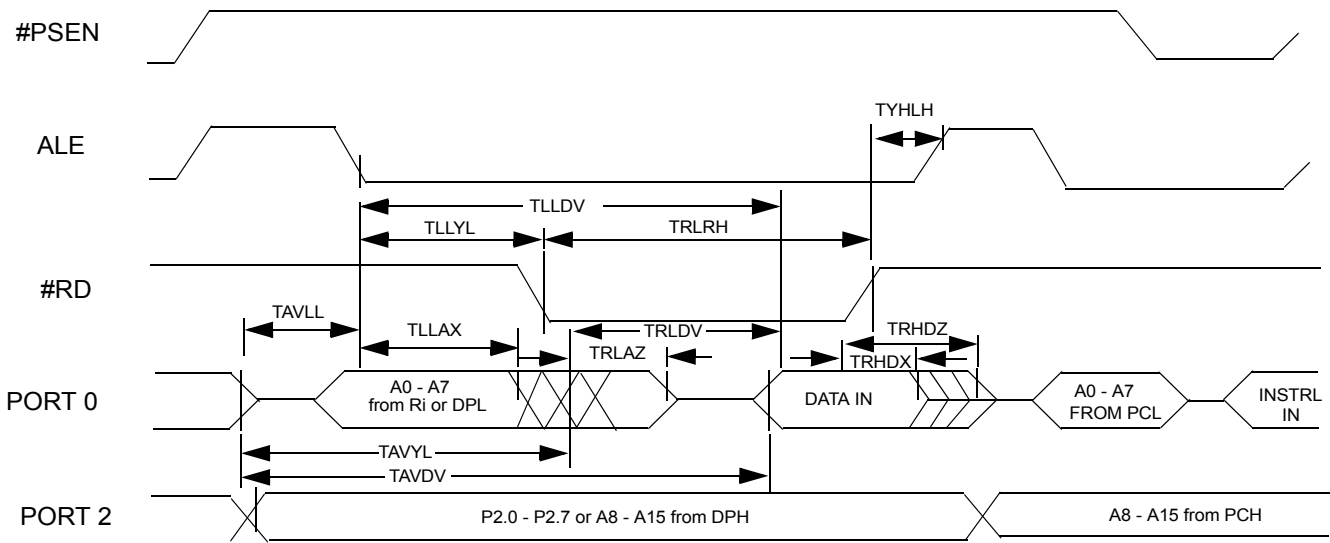 #PSEN
TYHLH
ALE
TLLDV
TLLYL
TRLRH
#RD
TAVLL
TLLAX
TRLDV
TRLAZ
TRHDZ
TRHDX
PORT 0
A0 - A7
from Ri or DPL
DATA IN
A0 - A7
FROM PCL
INSTRL
IN
TAVYL
TAVDV
PORT 2
P2.0 - P2.7 or A8 - A15 from DPH
A8 - A15 from PCH